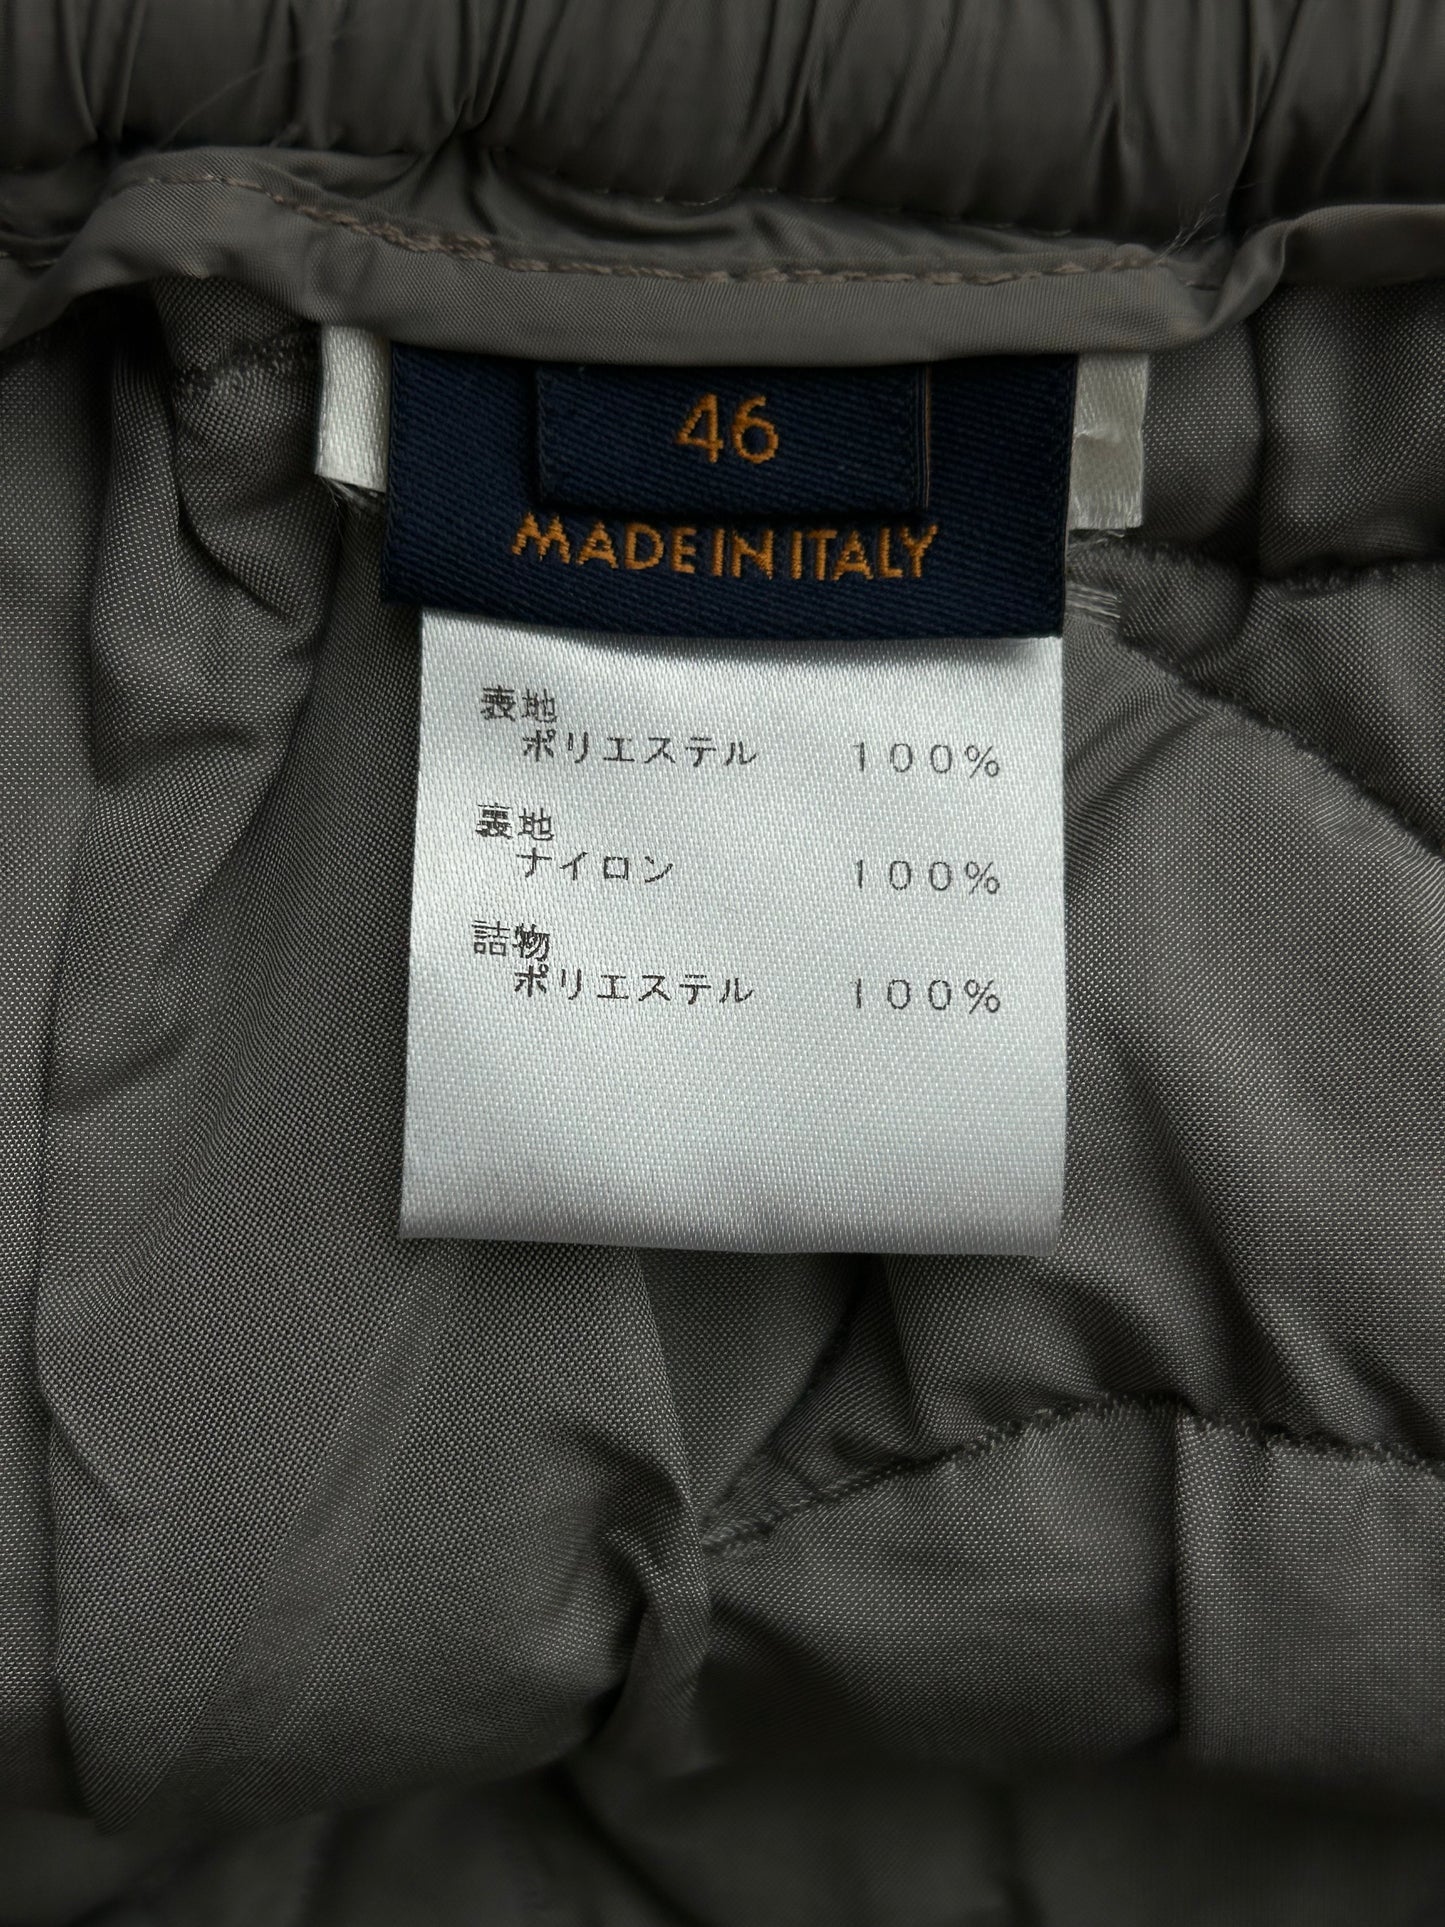 46
MADE IN ITALY
表地
ポリエステル 100%
裏地
ナイロン 100%
詰物
ポリエステル 100%